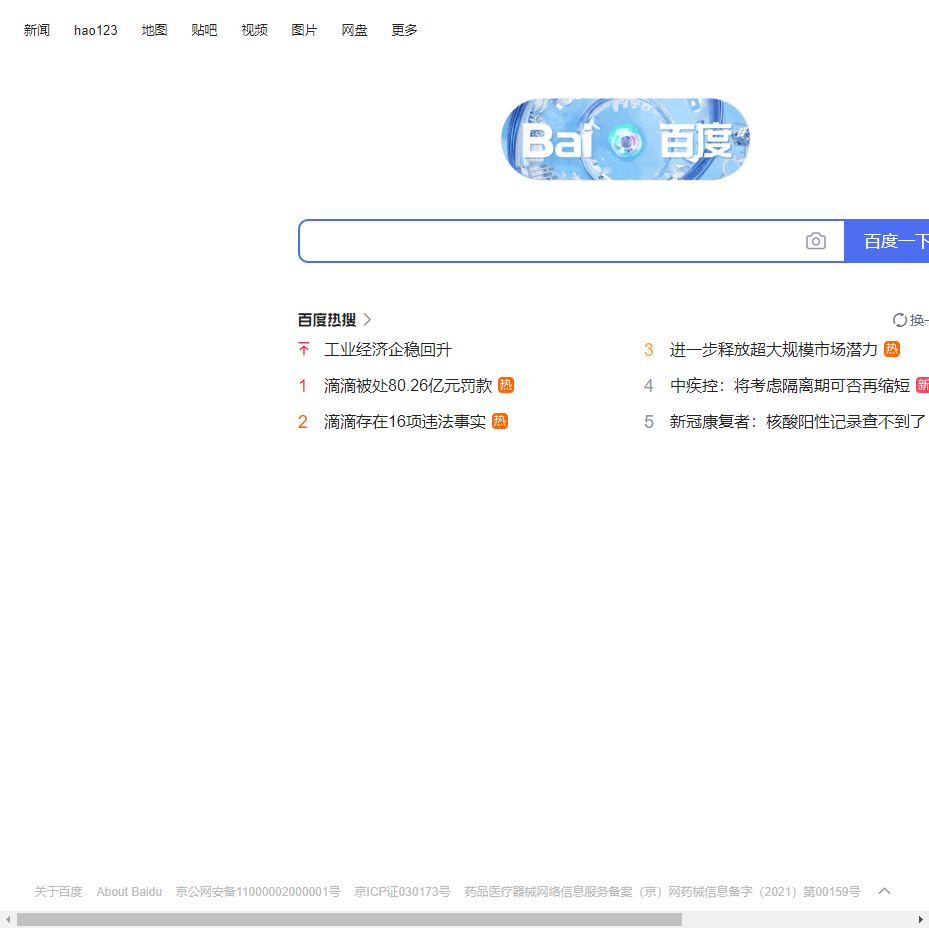 新闻 hao123 地图 贴吧 视频 图片 网盘 更多
Bai 百度
百度一下
百度热搜
换一
工业经济企稳回升
3 进一步释放超大规模市场潜力 热
1 滴滴被处80.26亿元罚款 热
4 中疾控：将考虑隔离期可否再缩短 新
2 滴滴存在16项违法事实 热
5 新冠康复者：核酸阳性记录查不到了
关于百度 About Baidu 京公网安备11000002000001号 京ICP证030173号 药品医疗器械网络信息服务备案（京）网药械信息备字（2021）第00159号